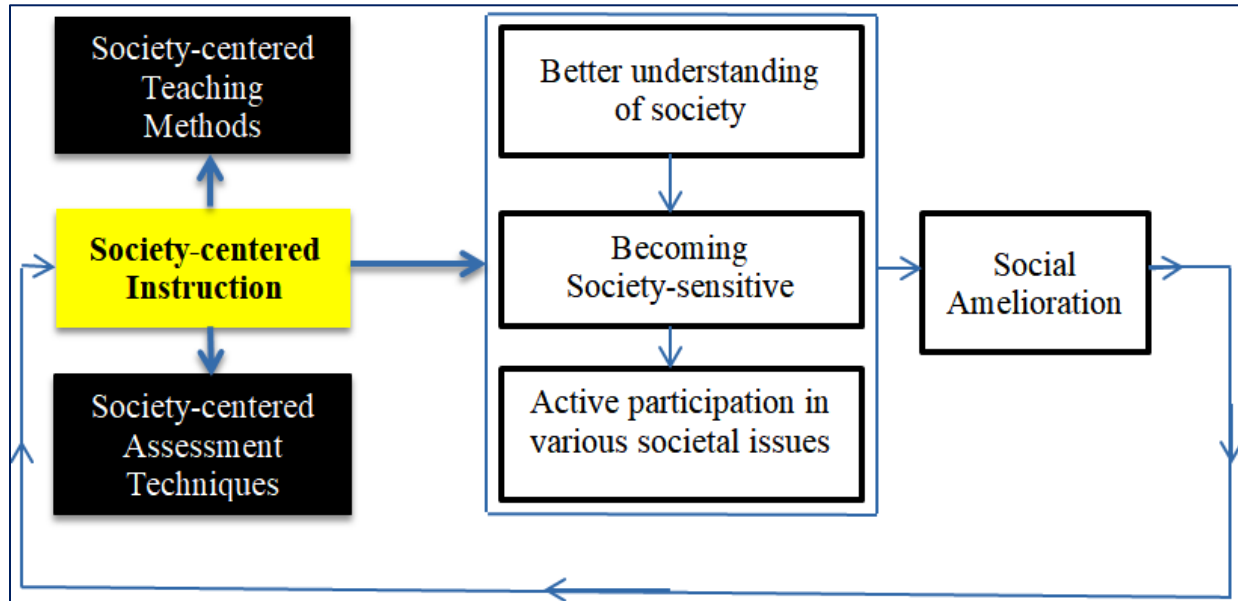 Society-centered
Teaching
Methods
Society-centered
Instruction
Society-centered
Assessment
Techniques
Better understanding
of society
Becoming
Society-sensitive
Active participation in
various societal issues
Social
Amelioration